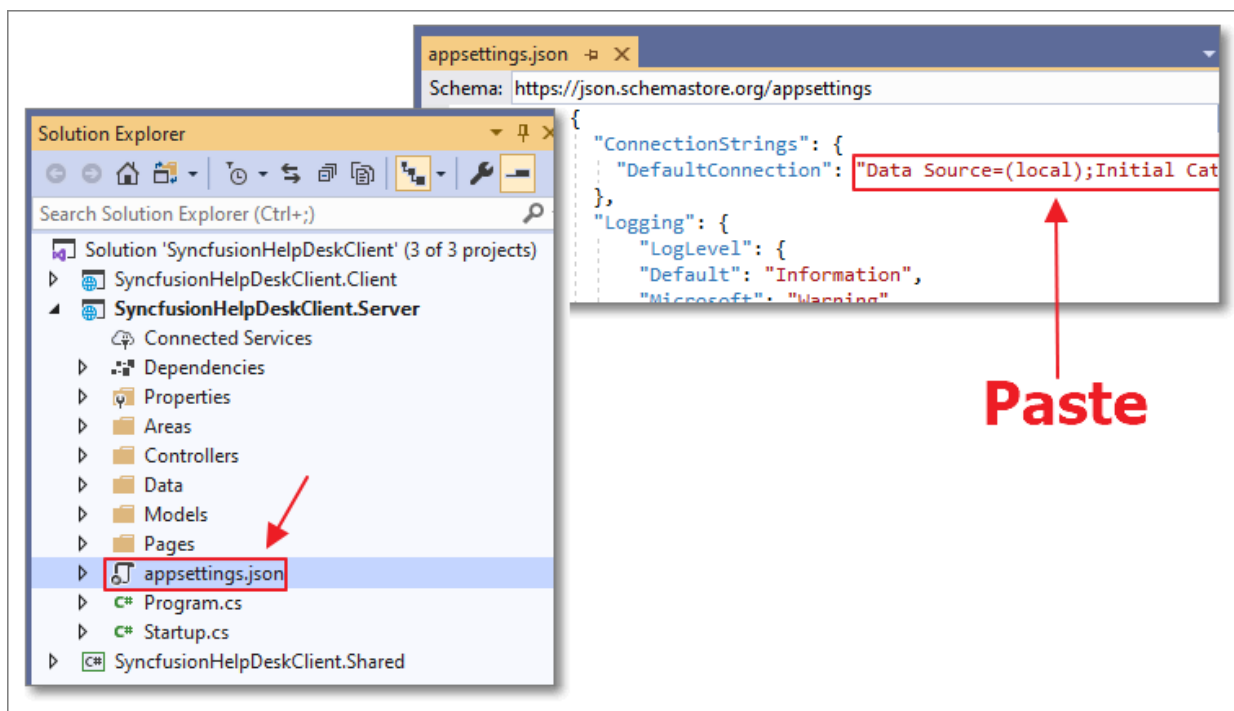 appsettings.json
Schema: https://json.schemastore.org/appsettings
{
"ConnectionStrings": {
"DefaultConnection": "Data Source=(local);Initial Cat
},
"Logging": {
"LogLevel": {
"Default": "Information",
"Microsoft": "Warning"
Paste
Solution Explorer
Search Solution Explorer (Ctrl+;)
Solution 'SyncfusionHelpDeskClient' (3 of 3 projects)
SyncfusionHelpDeskClient.Client
SyncfusionHelpDeskClient.Server
Connected Services
Dependencies
Properties
Areas
Controllers
Data
Models
Pages
appsettings.json
C# Program.cs
C# Startup.cs
C# SyncfusionHelpDeskClient.Shared